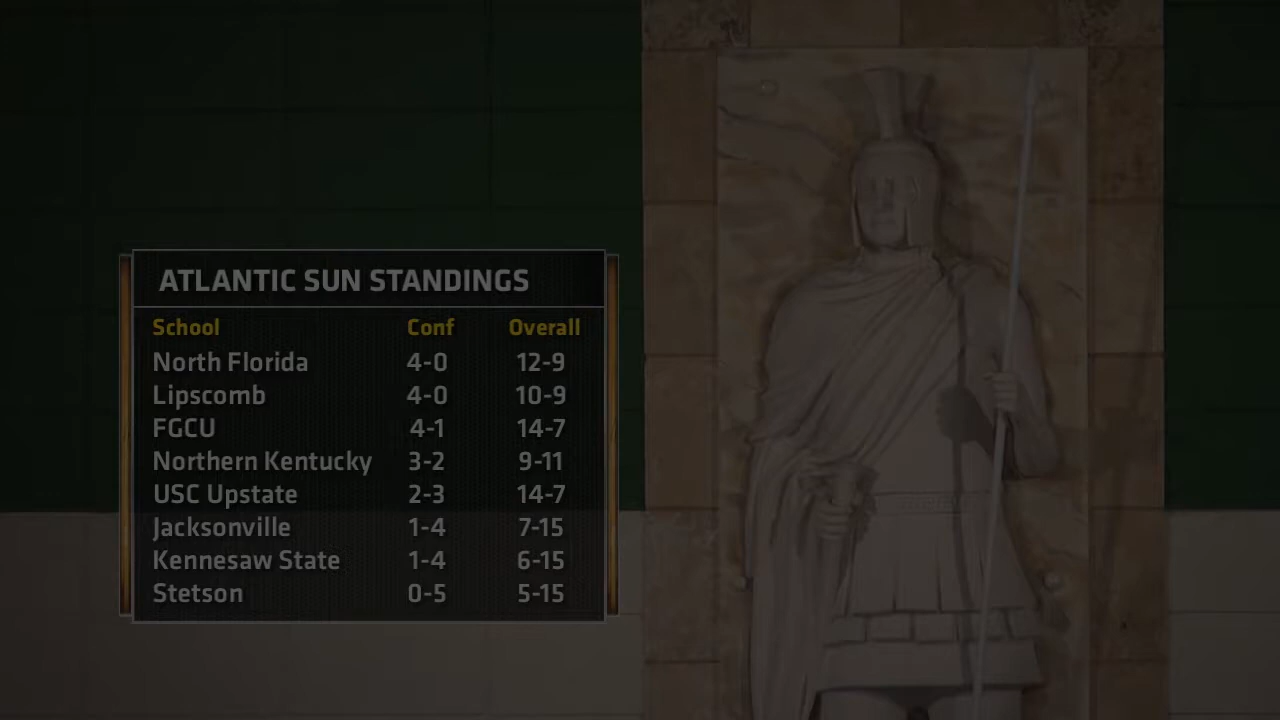 ATLANTIC SUN STANDINGS
School Conf Overall
North Florida 4-0 12-9
Lipscomb 4-0 10-9
FGCU 4-1 14-7
Northern Kentucky 3-2 9-11
USC Upstate 2-3 14-7
Jacksonville 1-4 7-15
Kennesaw State 1-4 6-15
Stetson 0-5 5-15